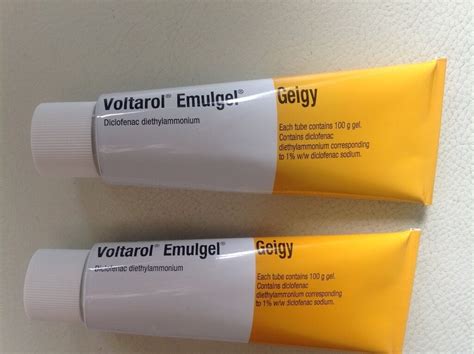 Voltarol® Emulgel®
Diclofenac diethylammonium
Geigy
Each tube contains 100 g gel.
Contains diclofenac
diethylammonium corresponding
to 1% w/w diclofenac sodium.
Voltarol® Emulgel®
Diclofenac diethylammonium
Geigy
Each tube contains 100 g gel.
Contains diclofenac
diethylammonium corresponding
to 1% w/w diclofenac sodium.